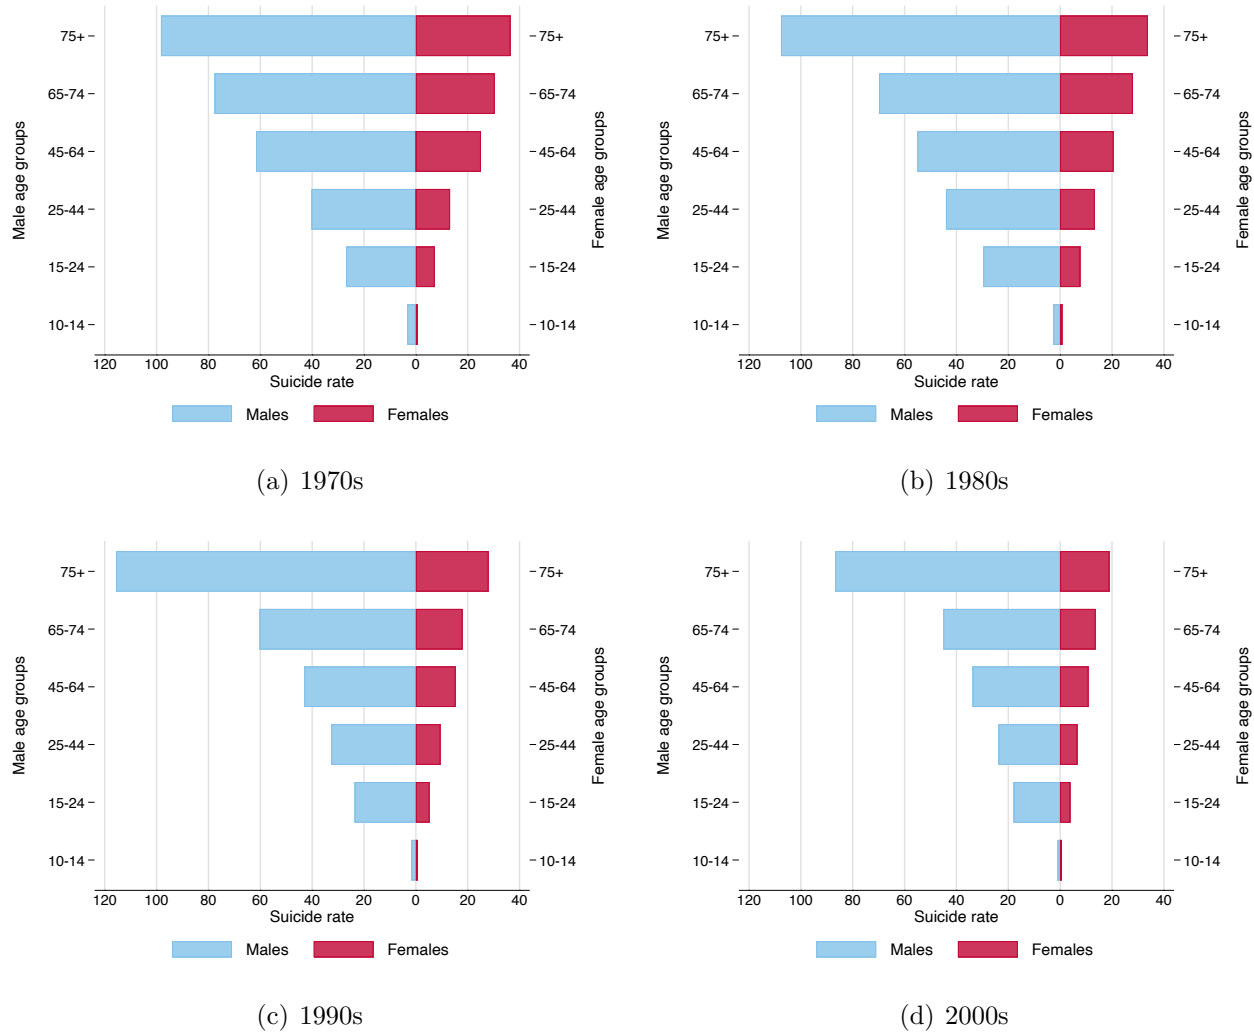 75+
65-74
45-64
25-44
15-24
10-14
Male age groups
75+
65-74
45-64
25-44
15-24
10-14
Female age groups
120 100 80 60 40 20 0 20 40
Suicide rate
Males Females
(a) 1970s
75+
65-74
45-64
25-44
15-24
10-14
Male age groups
75+
65-74
45-64
25-44
15-24
10-14
Female age groups
120 100 80 60 40 20 0 20 40
Suicide rate
Males Females
(b) 1980s
75+
65-74
45-64
25-44
15-24
10-14
Male age groups
75+
65-74
45-64
25-44
15-24
10-14
Female age groups
120 100 80 60 40 20 0 20 40
Suicide rate
Males Females
(c) 1990s
75+
65-74
45-64
25-44
15-24
10-14
Male age groups
75+
65-74
45-64
25-44
15-24
10-14
Female age groups
120 100 80 60 40 20 0 20 40
Suicide rate
Males Females
(d) 2000s